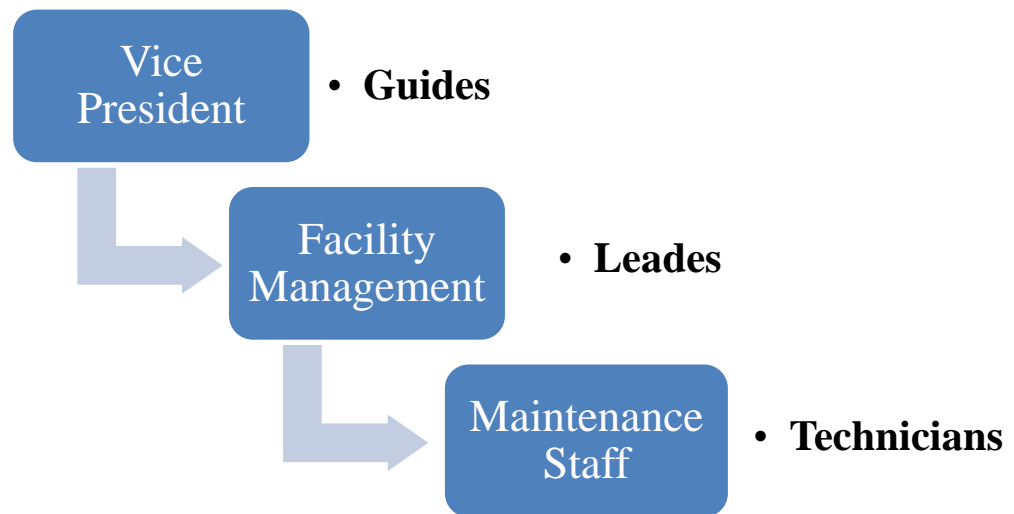 Vice
President
• Guides
Facility
Management
• Leades
Maintenance
Staff
• Technicians